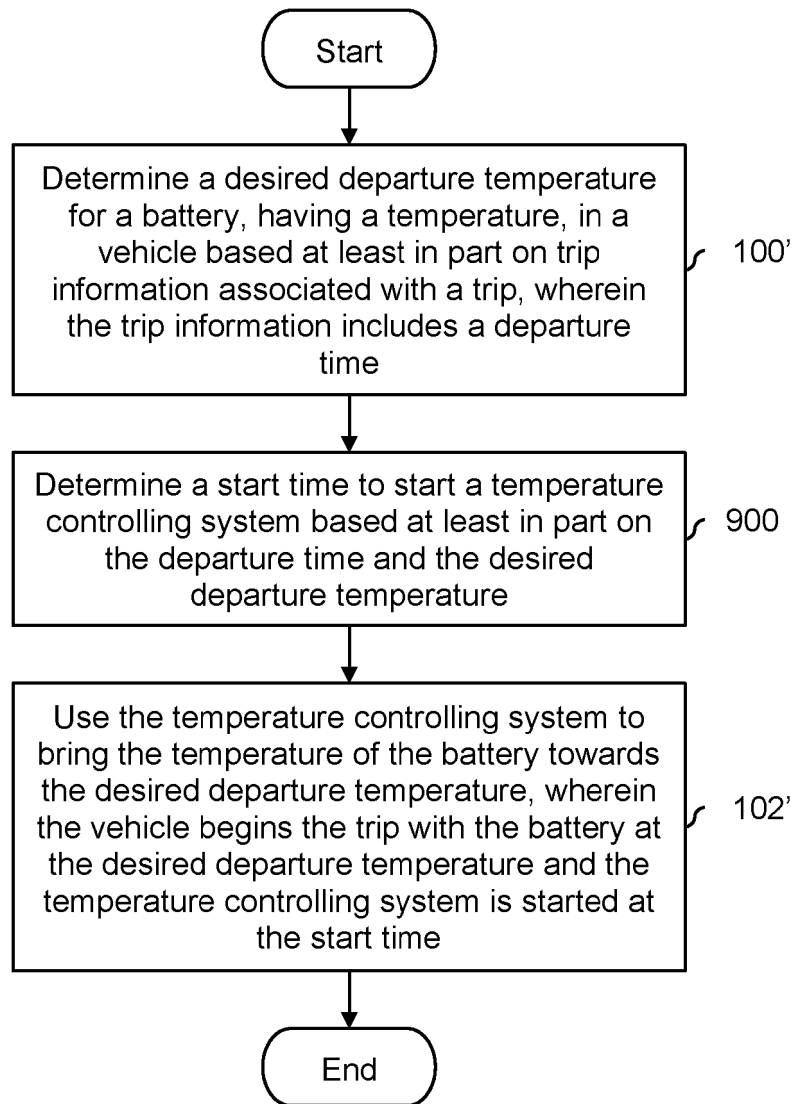 Start
Determine a desired departure temperature
for a battery, having a temperature, in a
vehicle based at least in part on trip
information associated with a trip, wherein
the trip information includes a departure
time
100’
Determine a start time to start a temperature
controlling system based at least in part on
the departure time and the desired
departure temperature
900
Use the temperature controlling system to
bring the temperature of the battery towards
the desired departure temperature, wherein
the vehicle begins the trip with the battery at
the desired departure temperature and the
temperature controlling system is started at
the start time
102’
End